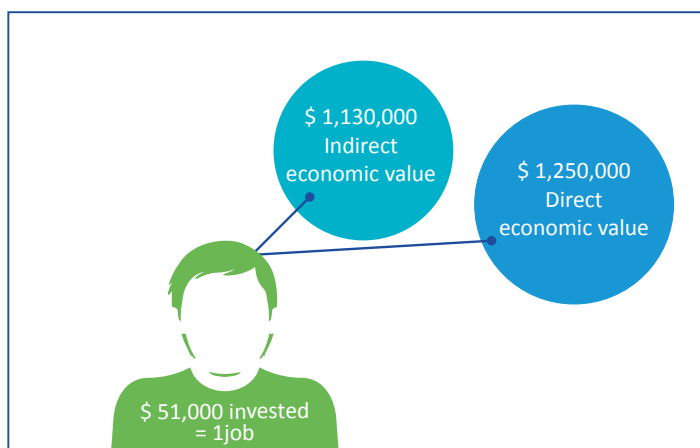 $ 1,130,000
Indirect
economic value
$ 1,250,000
Direct
economic value
$ 51,000 invested
= 1job